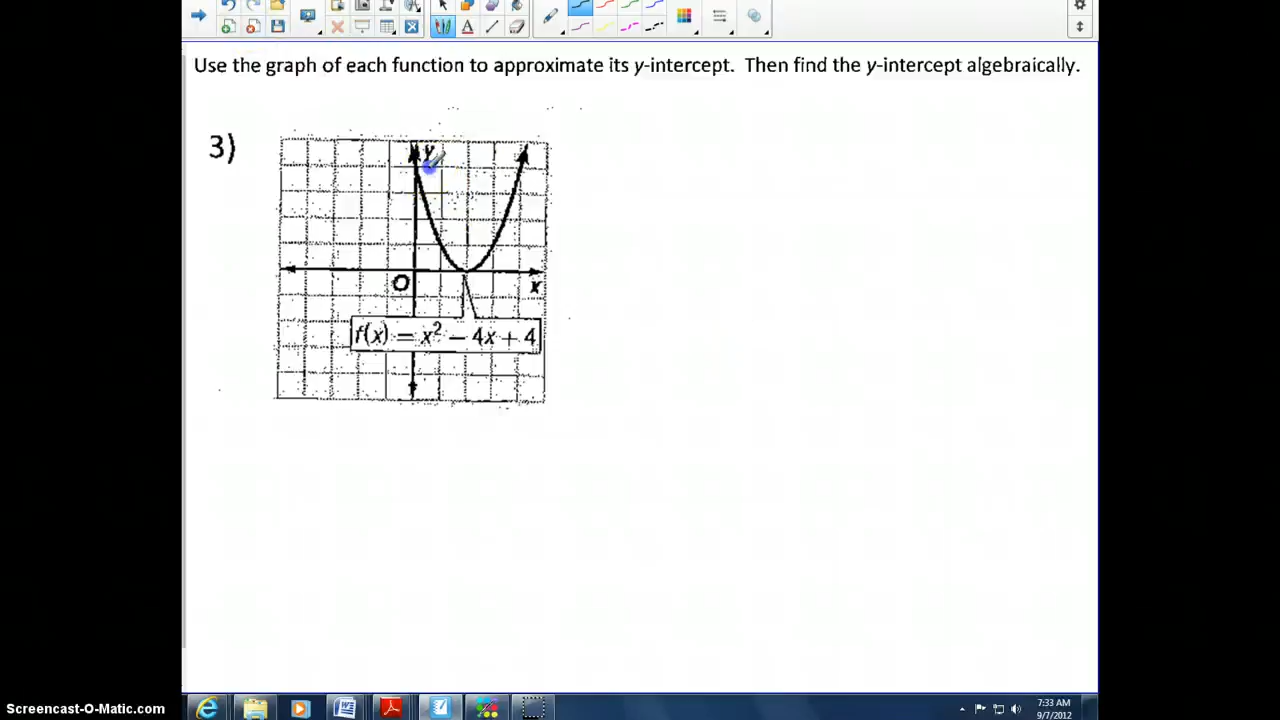 Use the graph of each function to approximate its y-intercept. Then find the y-intercept algebraically.
3)
y
O
x
f(x) = x² − 4x + 4
Screencast-O-Matic.com
7:33 AM
9/7/2012